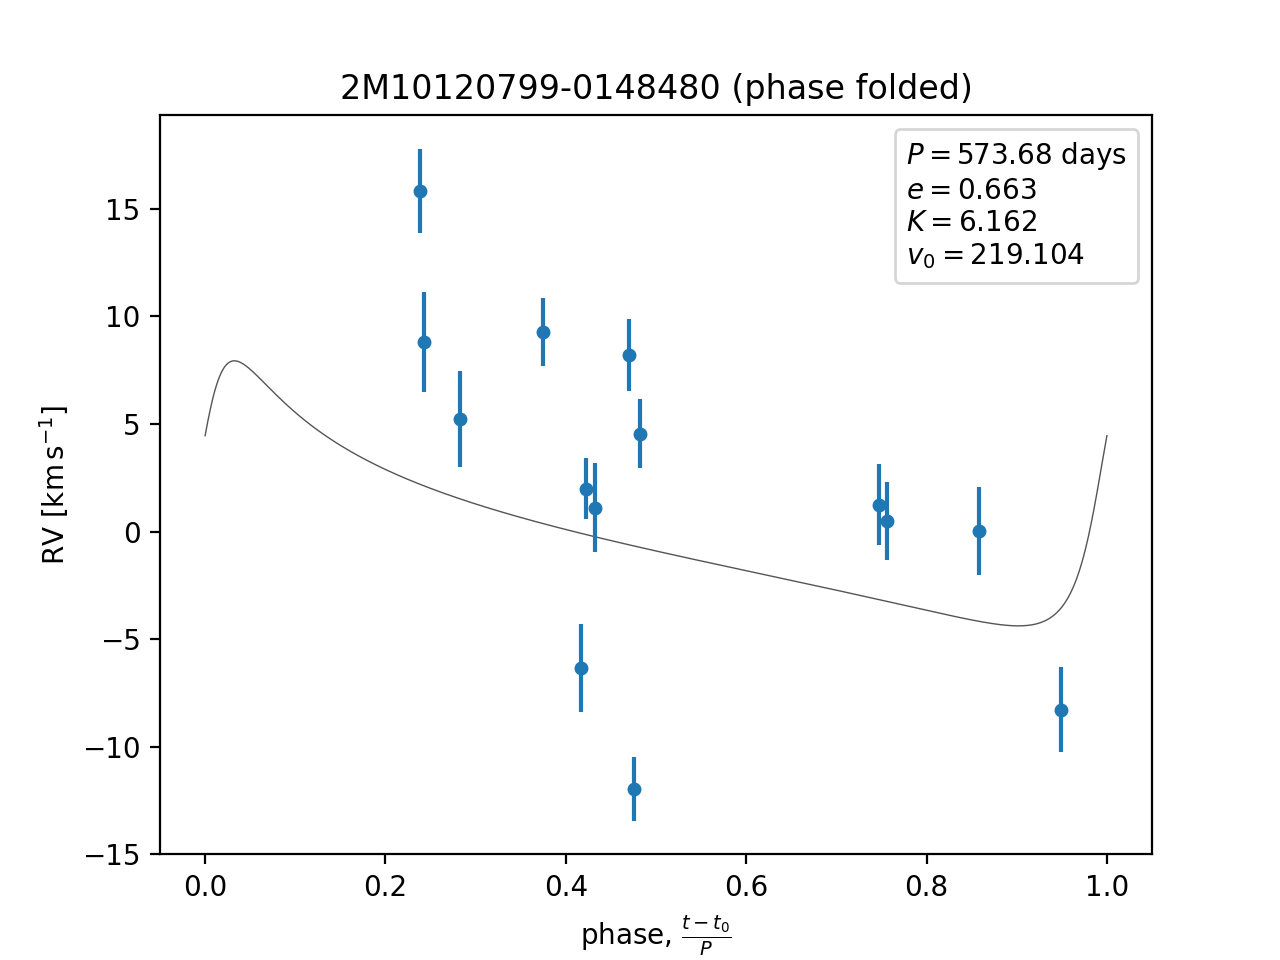 2M10120799-0148480 (phase folded)
P = 573.68 days
e = 0.663
K = 6.162
v₀ = 219.104
15
10
5
0
−5
−10
−15
RV [km s⁻¹]
0.0 0.2 0.4 0.6 0.8 1.0
phase, (t − t₀)/P